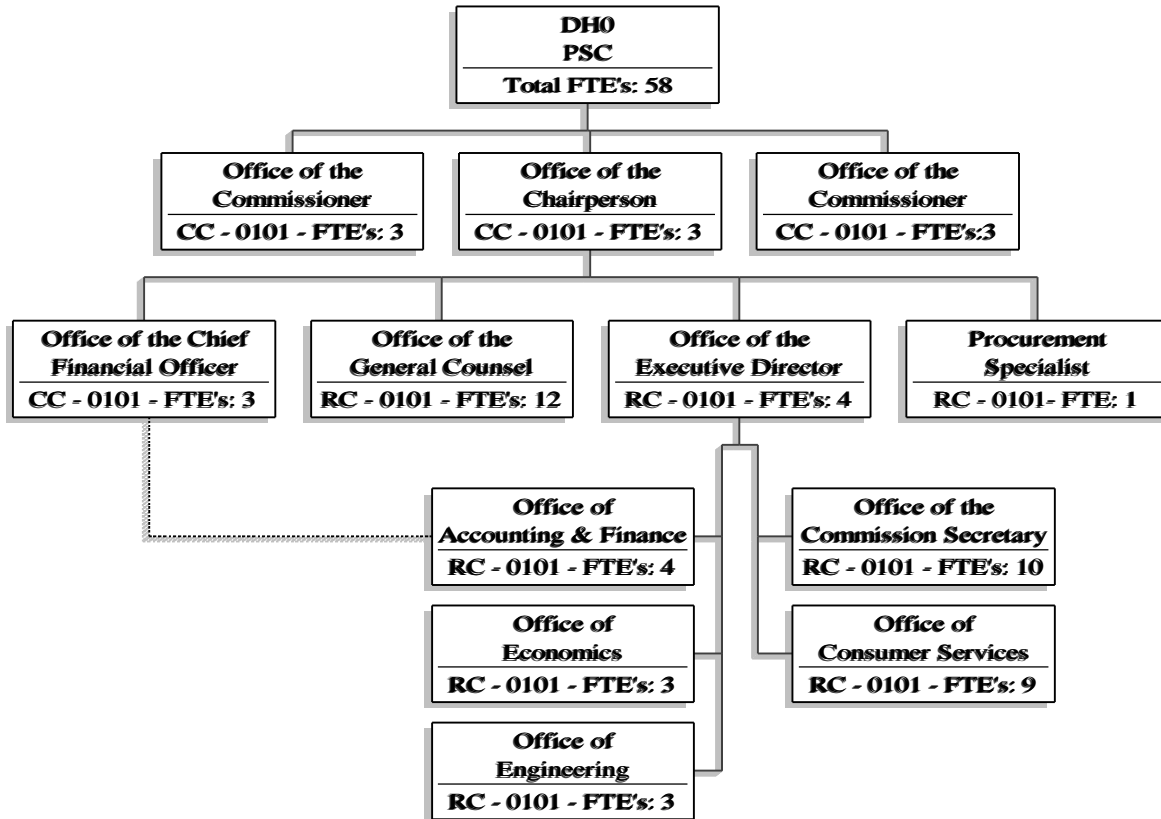 DH0
PSC
Total FTE's: 58
Office of the
Commissioner
CC - 0101 - FTE's: 3
Office of the
Chairperson
CC - 0101 - FTE's: 3
Office of the
Commissioner
CC - 0101 - FTE's:3
Office of the Chief
Financial Officer
CC - 0101 - FTE's: 3
Office of the
General Counsel
RC - 0101 - FTE's: 12
Office of the
Executive Director
RC - 0101 - FTE's: 4
Procurement
Specialist
RC - 0101- FTE: 1
Office of
Accounting & Finance
RC - 0101 - FTE's: 4
Office of the
Commission Secretary
RC - 0101 - FTE's: 10
Office of
Economics
RC - 0101 - FTE's: 3
Office of
Consumer Services
RC - 0101 - FTE's: 9
Office of
Engineering
RC - 0101 - FTE's: 3